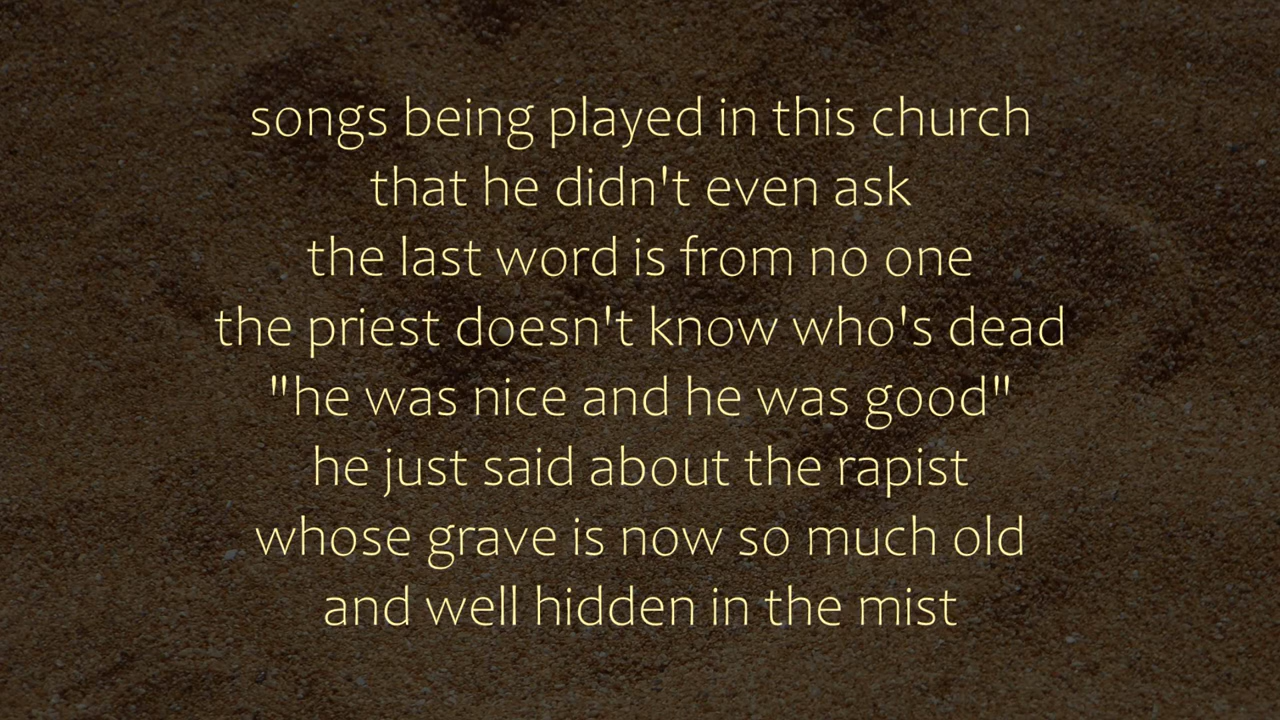 songs being played in this church
that he didn't even ask
the last word is from no one
the priest doesn't know who's dead
"he was nice and he was good"
he just said about the rapist
whose grave is now so much old
and well hidden in the mist